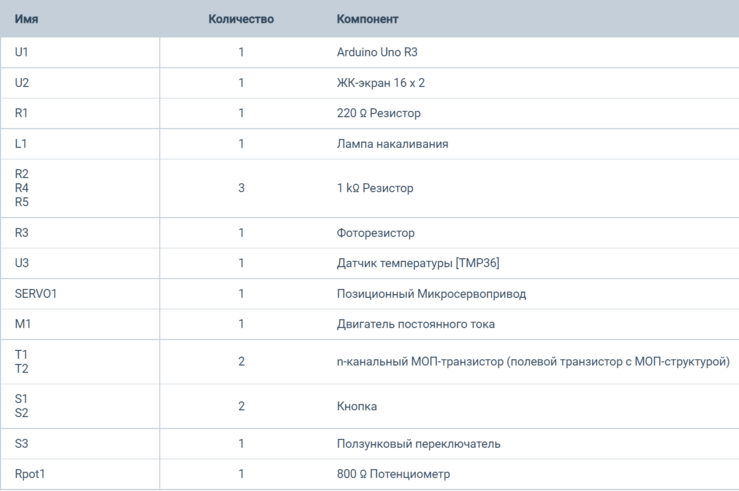 Имя Количество Компонент
U1 1 Arduino Uno R3
U2 1 ЖК-экран 16 x 2
R1 1 220 Ω Резистор
L1 1 Лампа накаливания
R2
R4 3 1 kΩ Резистор
R5
R3 1 Фоторезистор
U3 1 Датчик температуры [TMP36]
SERVO1 1 Позиционный Микросервопривод
M1 1 Двигатель постоянного тока
T1
T2 2 n-канальный МОП-транзистор (полевой транзистор с МОП-структурой)
S1
S2 2 Кнопка
S3 1 Ползунковый переключатель
Rpot1 1 800 Ω Потенциометр